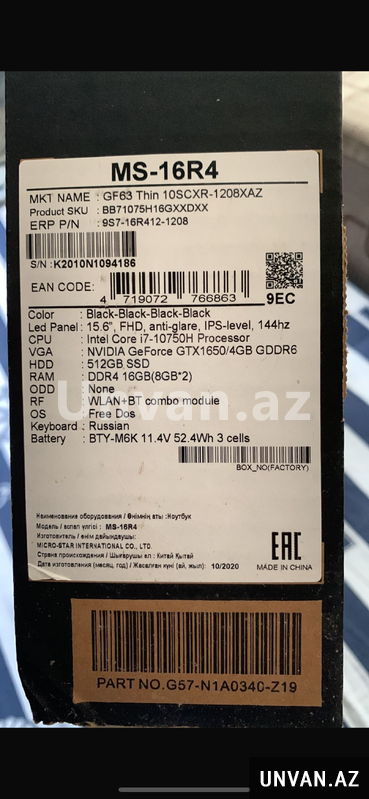 MS-16R4
MKT NAME : GF63 Thin 10SCXR-1208XAZ
Product SKU : BB71075H16GXXDXX
ERP P/N : 9S7-16R412-1208
S/N:K2010N1094186
EAN CODE:
4 719072 766863
9EC
Color : Black-Black-Black-Black
Led Panel : 15.6", FHD, anti-glare, IPS-level, 144hz
CPU : Intel Core i7-10750H Processor
VGA : NVIDIA GeForce GTX1650/4GB GDDR6
HDD : 512GB SSD
RAM : DDR4 16GB(8GB*2)
ODD : None
RF : WLAN+BT combo module
OS : Free Dos
Keyboard : Russian
Battery : BTY-M6K 11.4V 52.4Wh 3 cells
Unvan.az
BOX_NO(FACTORY)
Наименование оборудования / Өнімнің аты :Ноутбук
Модель / эспап үлгісі : MS-16R4
Изготовитель / өнім дайындаушы:
MICRO-STAR INTERNATIONAL CO., LTD.
Страна происхождения / Шығарушы ел : Китай Қытай
Дата изготовления (месяц, год) / Жасалған күні (ай, жыл): 10/2020
EAC
MADE IN CHINA
PART NO.G57-N1A0340-Z19
UNVAN.AZ